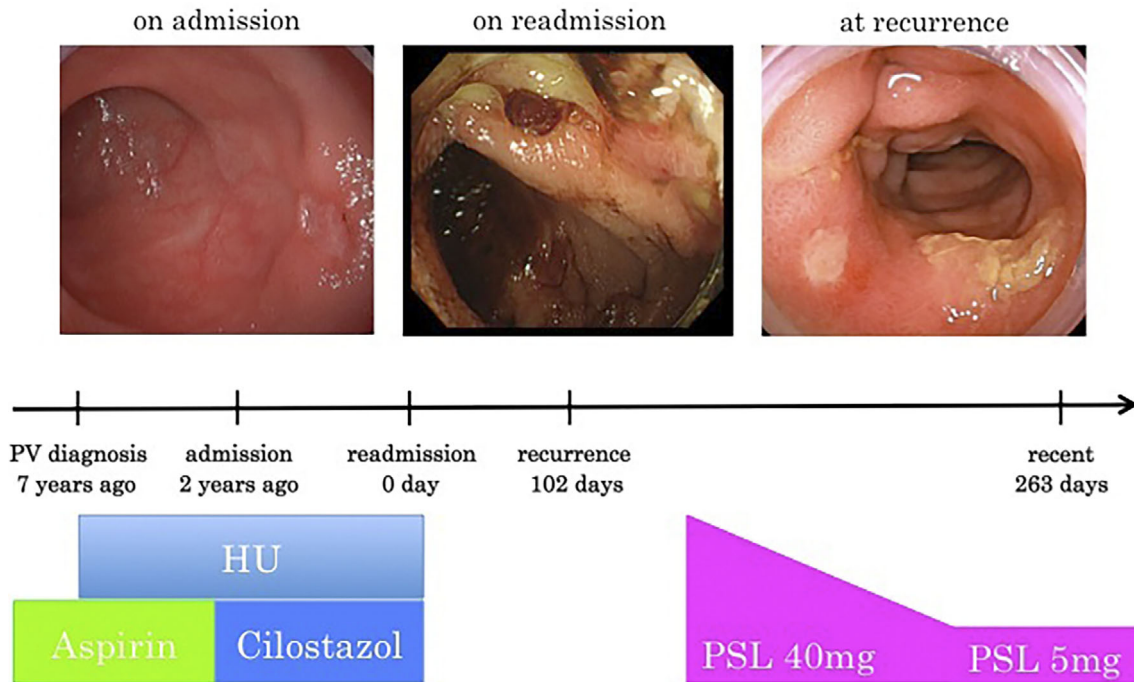 on admission
on readmission
at recurrence
PV diagnosis
7 years ago
admission
2 years ago
readmission
0 day
recurrence
102 days
recent
263 days
HU
Aspirin
Cilostazol
PSL 40mg
PSL 5mg